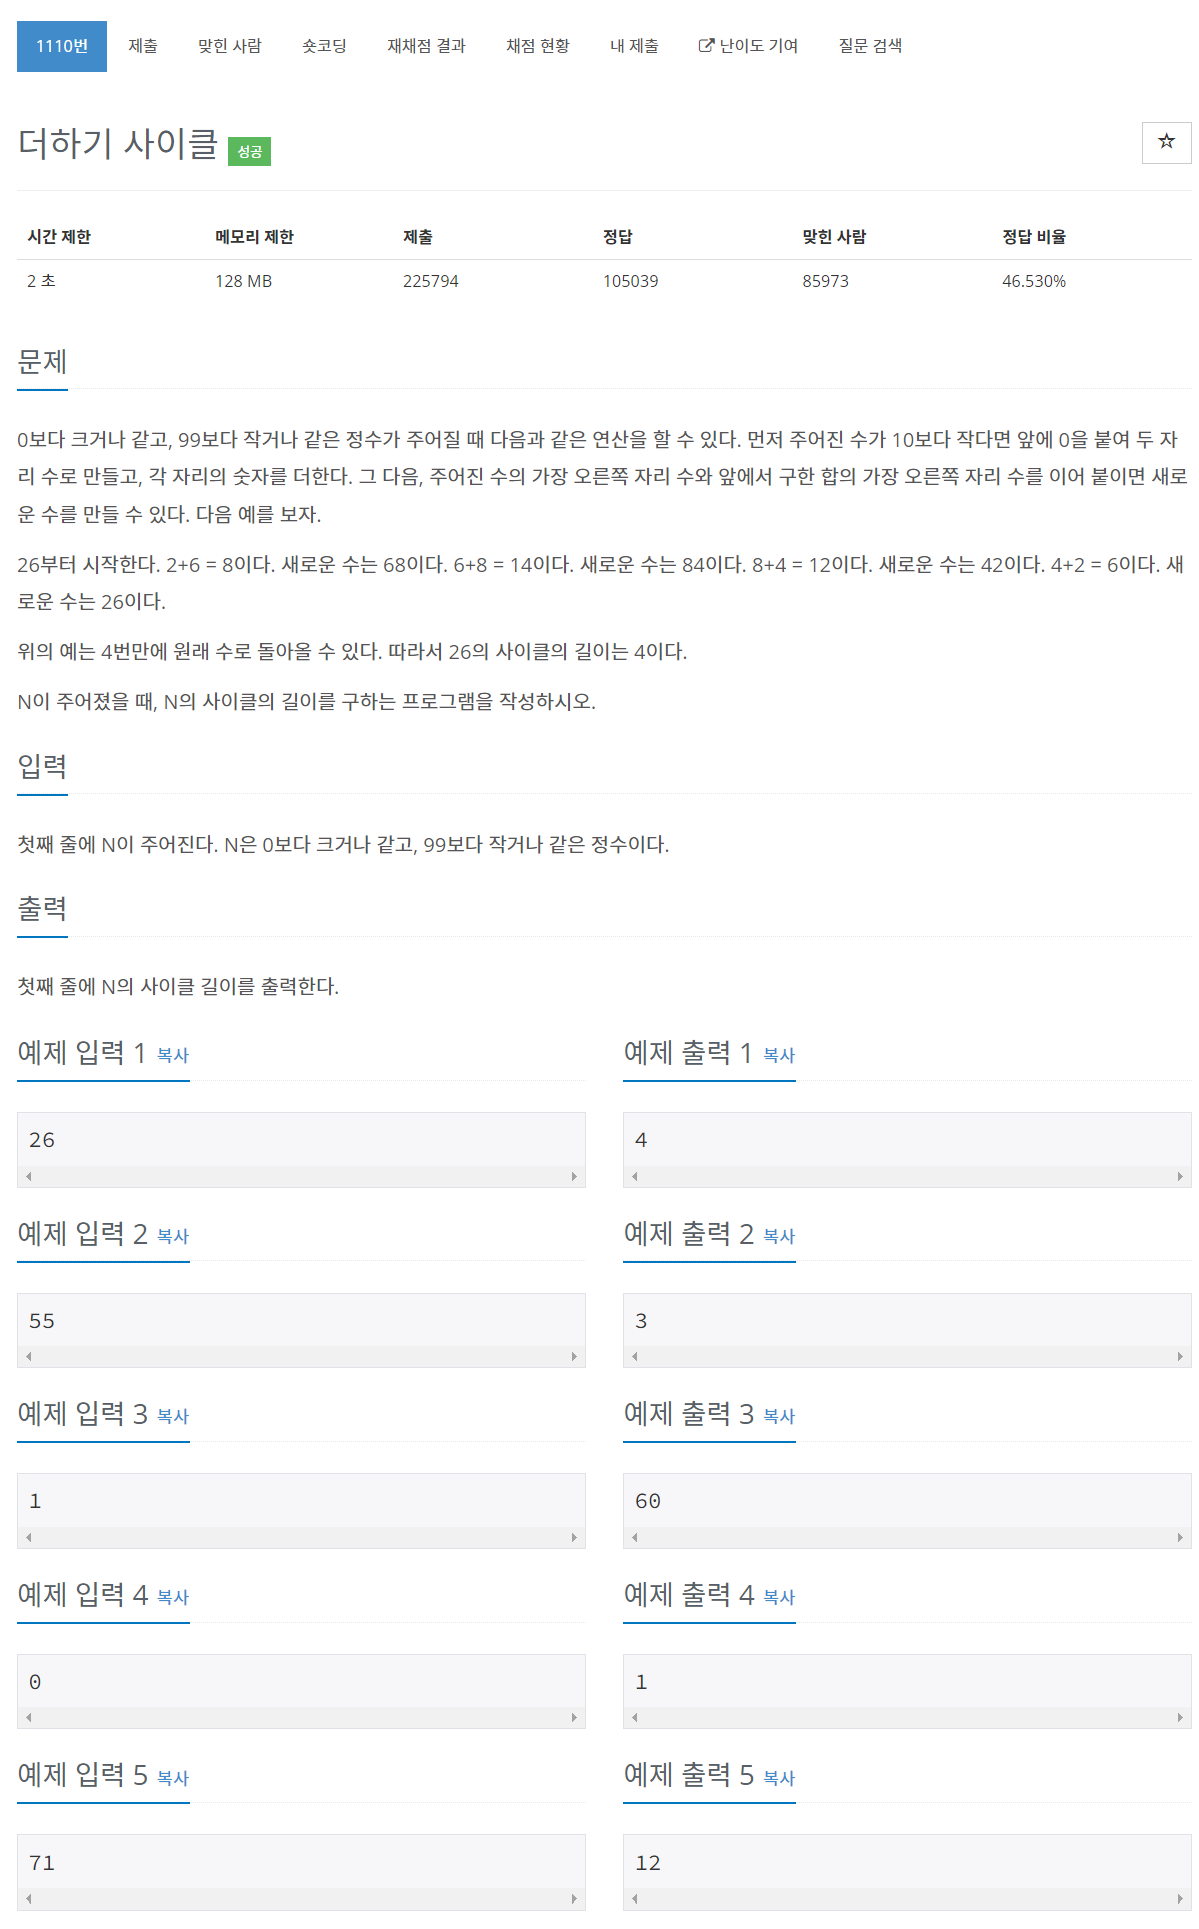 1110번 제출 맞힌 사람 숏코딩 재채점 결과 채점 현황 내 제출 난이도 기여 질문 검색
더하기 사이클 성공
시간 제한 메모리 제한 제출 정답 맞힌 사람 정답 비율
2 초 128 MB 225794 105039 85973 46.530%
문제
0보다 크거나 같고, 99보다 작거나 같은 정수가 주어질 때 다음과 같은 연산을 할 수 있다. 먼저 주어진 수가 10보다 작다면 앞에 0을 붙여 두 자
리 수로 만들고, 각 자리의 숫자를 더한다. 그 다음, 주어진 수의 가장 오른쪽 자리 수와 앞에서 구한 합의 가장 오른쪽 자리 수를 이어 붙이면 새로
운 수를 만들 수 있다. 다음 예를 보자.
26부터 시작한다. 2+6 = 8이다. 새로운 수는 68이다. 6+8 = 14이다. 새로운 수는 84이다. 8+4 = 12이다. 새로운 수는 42이다. 4+2 = 6이다. 새
로운 수는 26이다.
위의 예는 4번만에 원래 수로 돌아올 수 있다. 따라서 26의 사이클의 길이는 4이다.
N이 주어졌을 때, N의 사이클의 길이를 구하는 프로그램을 작성하시오.
입력
첫째 줄에 N이 주어진다. N은 0보다 크거나 같고, 99보다 작거나 같은 정수이다.
출력
첫째 줄에 N의 사이클 길이를 출력한다.
예제 입력 1 복사 예제 출력 1 복사
26 4
예제 입력 2 복사 예제 출력 2 복사
55 3
예제 입력 3 복사 예제 출력 3 복사
1 60
예제 입력 4 복사 예제 출력 4 복사
0 1
예제 입력 5 복사 예제 출력 5 복사
71 12